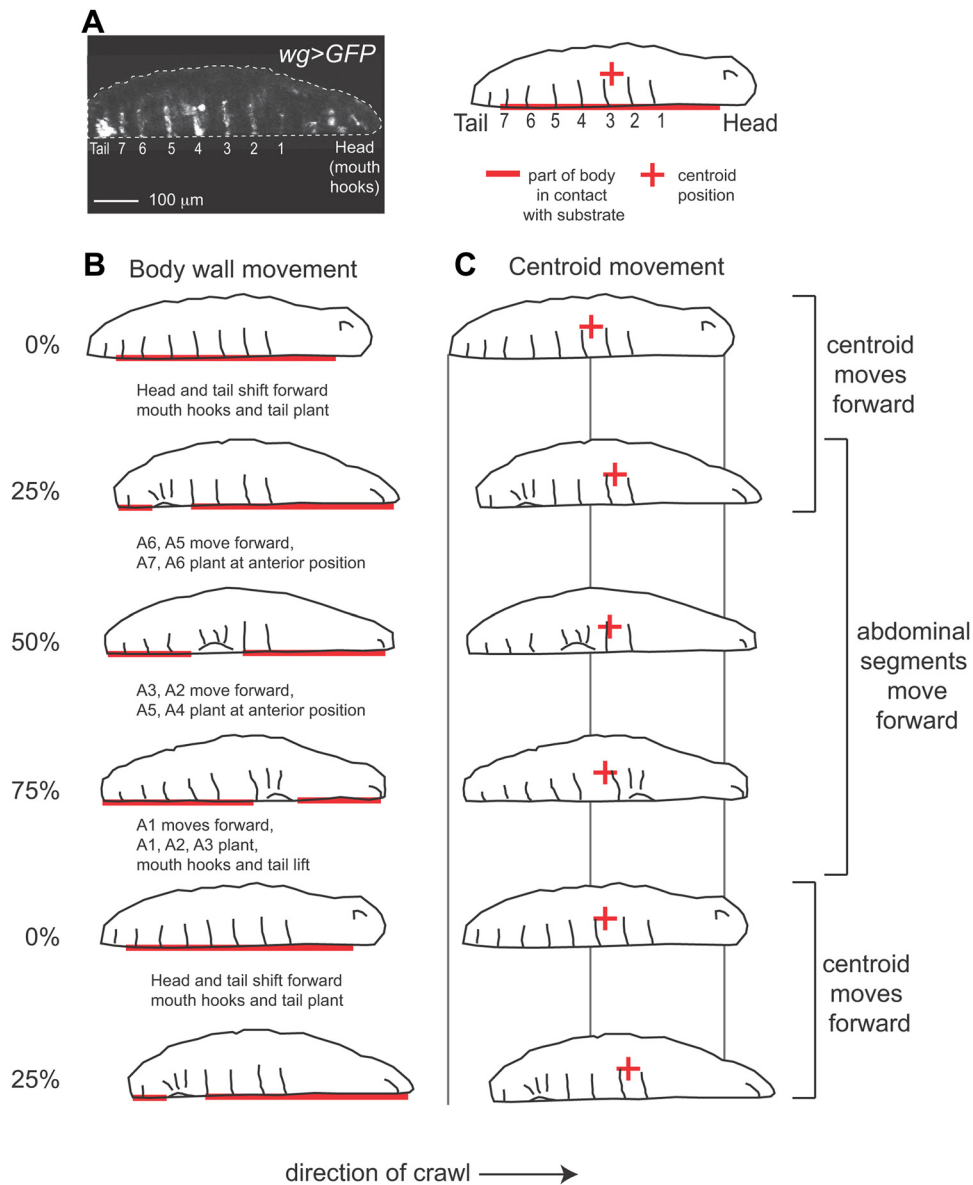 A
wg>GFP
Tail 7 6 5 4 3 2 1 Head
(mouth
hooks)
100 μm
Tail 7 6 5 4 3 2 1 Head
part of body
in contact
with substrate
centroid
position
B Body wall movement
C Centroid movement
0%
Head and tail shift forward
mouth hooks and tail plant
centroid
moves
forward
25%
A6, A5 move forward,
A7, A6 plant at anterior position
50%
A3, A2 move forward,
A5, A4 plant at anterior position
abdominal
segments
move
forward
75%
A1 moves forward,
A1, A2, A3 plant,
mouth hooks and tail lift
0%
Head and tail shift forward
mouth hooks and tail plant
centroid
moves
forward
25%
direction of crawl